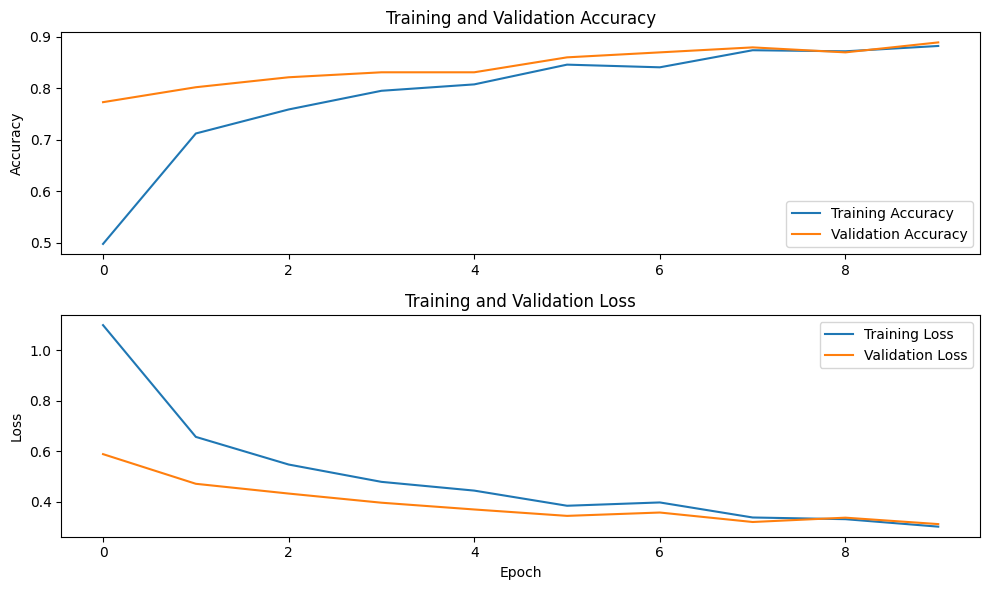 Training and Validation Accuracy
Accuracy
0.9
0.8
0.7
0.6
0.5
Training Accuracy
Validation Accuracy
0 2 4 6 8
Training and Validation Loss
Loss
1.0
0.8
0.6
0.4
Training Loss
Validation Loss
0 2 4 6 8
Epoch